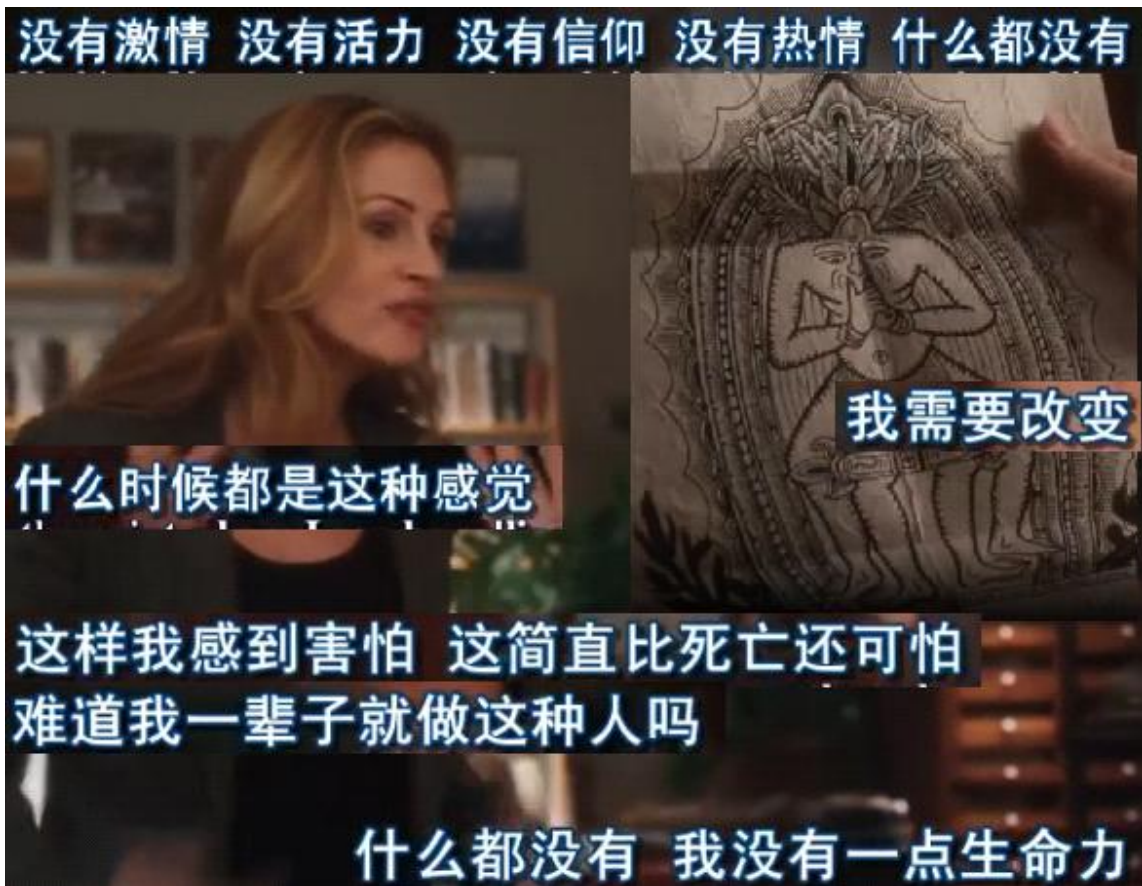 没有激情 没有活力 没有信仰 没有热情 什么都没有
我需要改变
什么时候都是这种感觉
这样我感到害怕 这简直比死亡还可怕
难道我一辈子就做这种人吗
什么都没有 我没有一点生命力